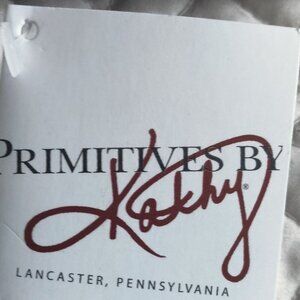 PRIMITIVES BY
Kathy®
LANCASTER, PENNSYLVANIA